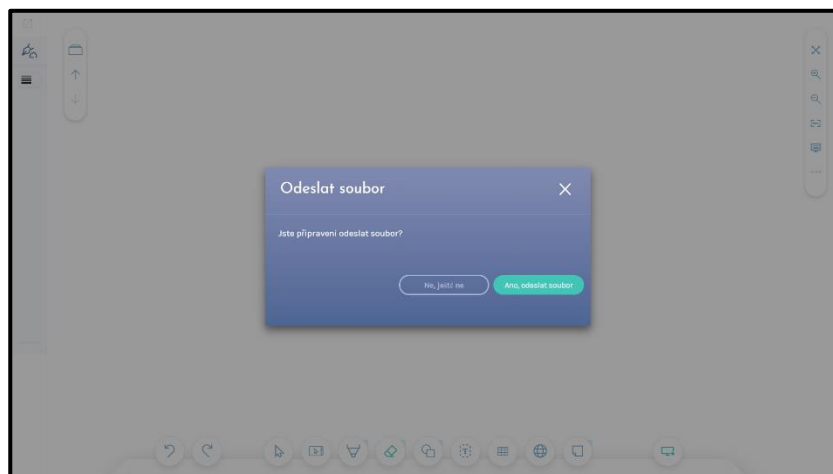 Odeslat soubor
Jste připraveni odeslat soubor?
Ne, ještě ne
Ano, odeslat soubor